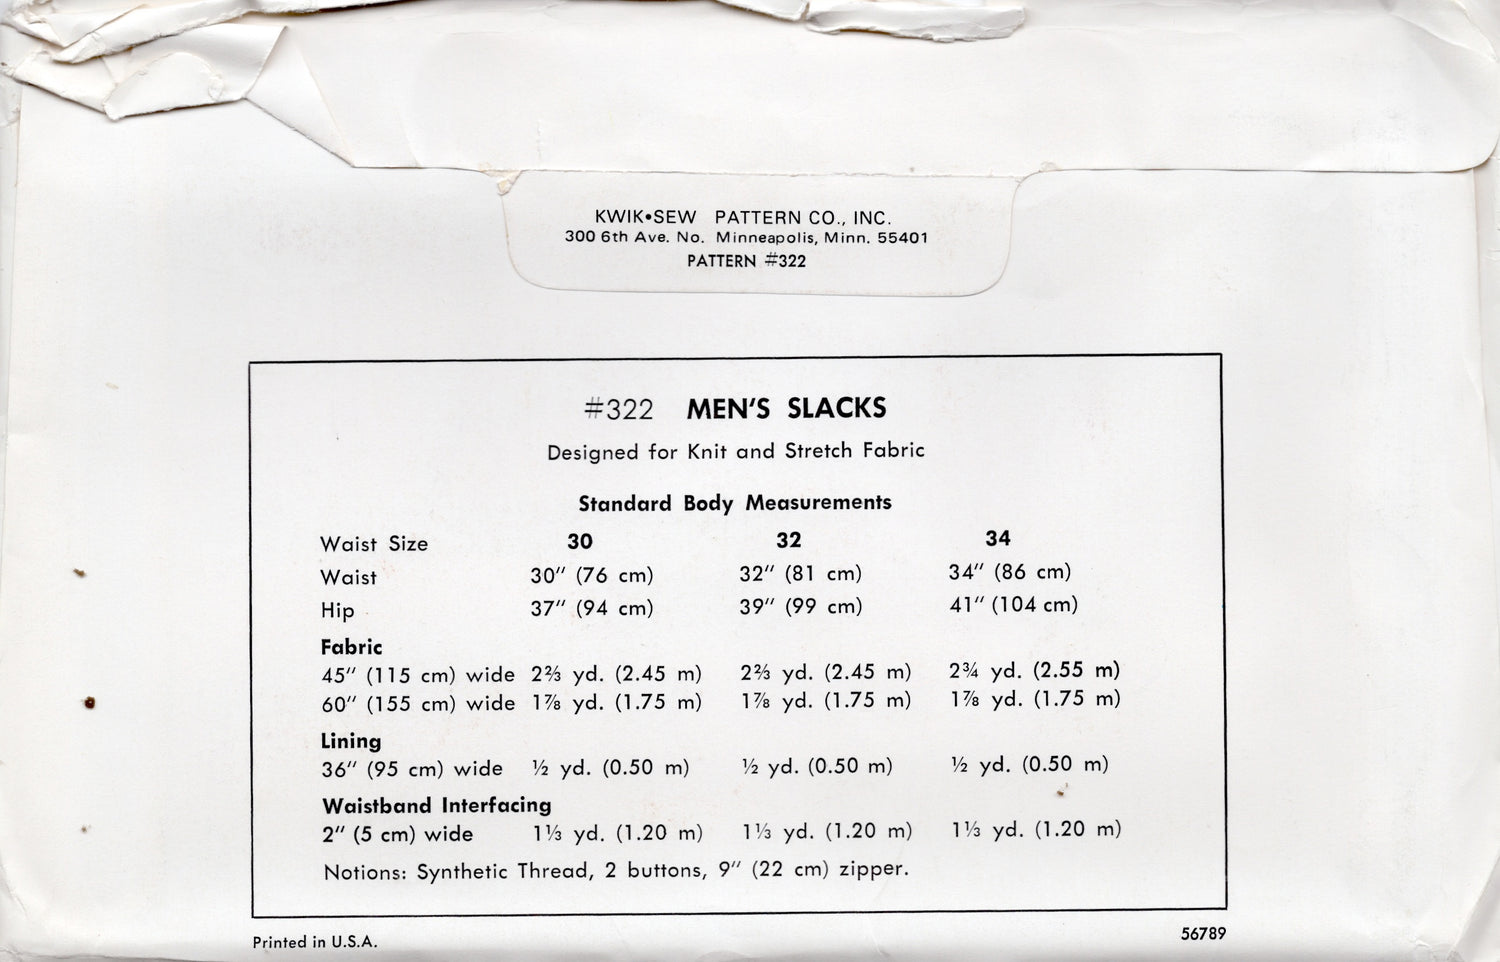 KWIK•SEW PATTERN CO., INC.
300 6th Ave. No. Minneapolis, Minn. 55401
PATTERN #322
#322 MEN'S SLACKS
Designed for Knit and Stretch Fabric
Standard Body Measurements
Waist Size 30 32 34
Waist 30" (76 cm) 32" (81 cm) 34" (86 cm)
Hip 37" (94 cm) 39" (99 cm) 41" (104 cm)
Fabric
45" (115 cm) wide 2⅔ yd. (2.45 m) 2⅔ yd. (2.45 m) 2¾ yd. (2.55 m)
60" (155 cm) wide 1⅞ yd. (1.75 m) 1⅞ yd. (1.75 m) 1⅞ yd. (1.75 m)
Lining
36" (95 cm) wide ½ yd. (0.50 m) ½ yd. (0.50 m) ½ yd. (0.50 m)
Waistband Interfacing
2" (5 cm) wide 1⅓ yd. (1.20 m) 1⅓ yd. (1.20 m) 1⅓ yd. (1.20 m)
Notions: Synthetic Thread, 2 buttons, 9" (22 cm) zipper.
Printed in U.S.A. 56789